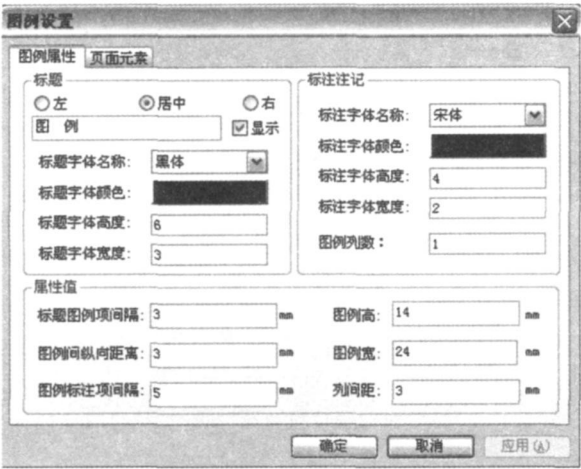 图例设置
图例属性 页面元素
标题
左 居中 右
图 例 显示
标题字体名称: 黑体
标题字体颜色:
标题字体高度: 6
标题字体宽度: 3
标注注记
标注字体名称: 宋体
标注字体颜色:
标注字体高度: 4
标注字体宽度: 2
图例列数: 1
属性值
标题图例项间隔: 3 mm 图例高: 14 mm
图例间纵向距离: 3 mm 图例宽: 24 mm
图例标注项间隔: 5 mm 列间距: 3 mm
确定 取消 应用(A)